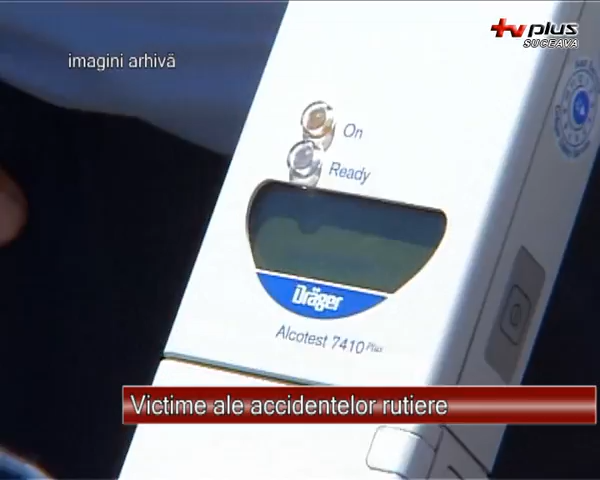 tv plus
SUCEAVA
imagini arhivă
On
Ready
Dräger
Alcotest 7410 Plus
Victime ale accidentelor rutiere